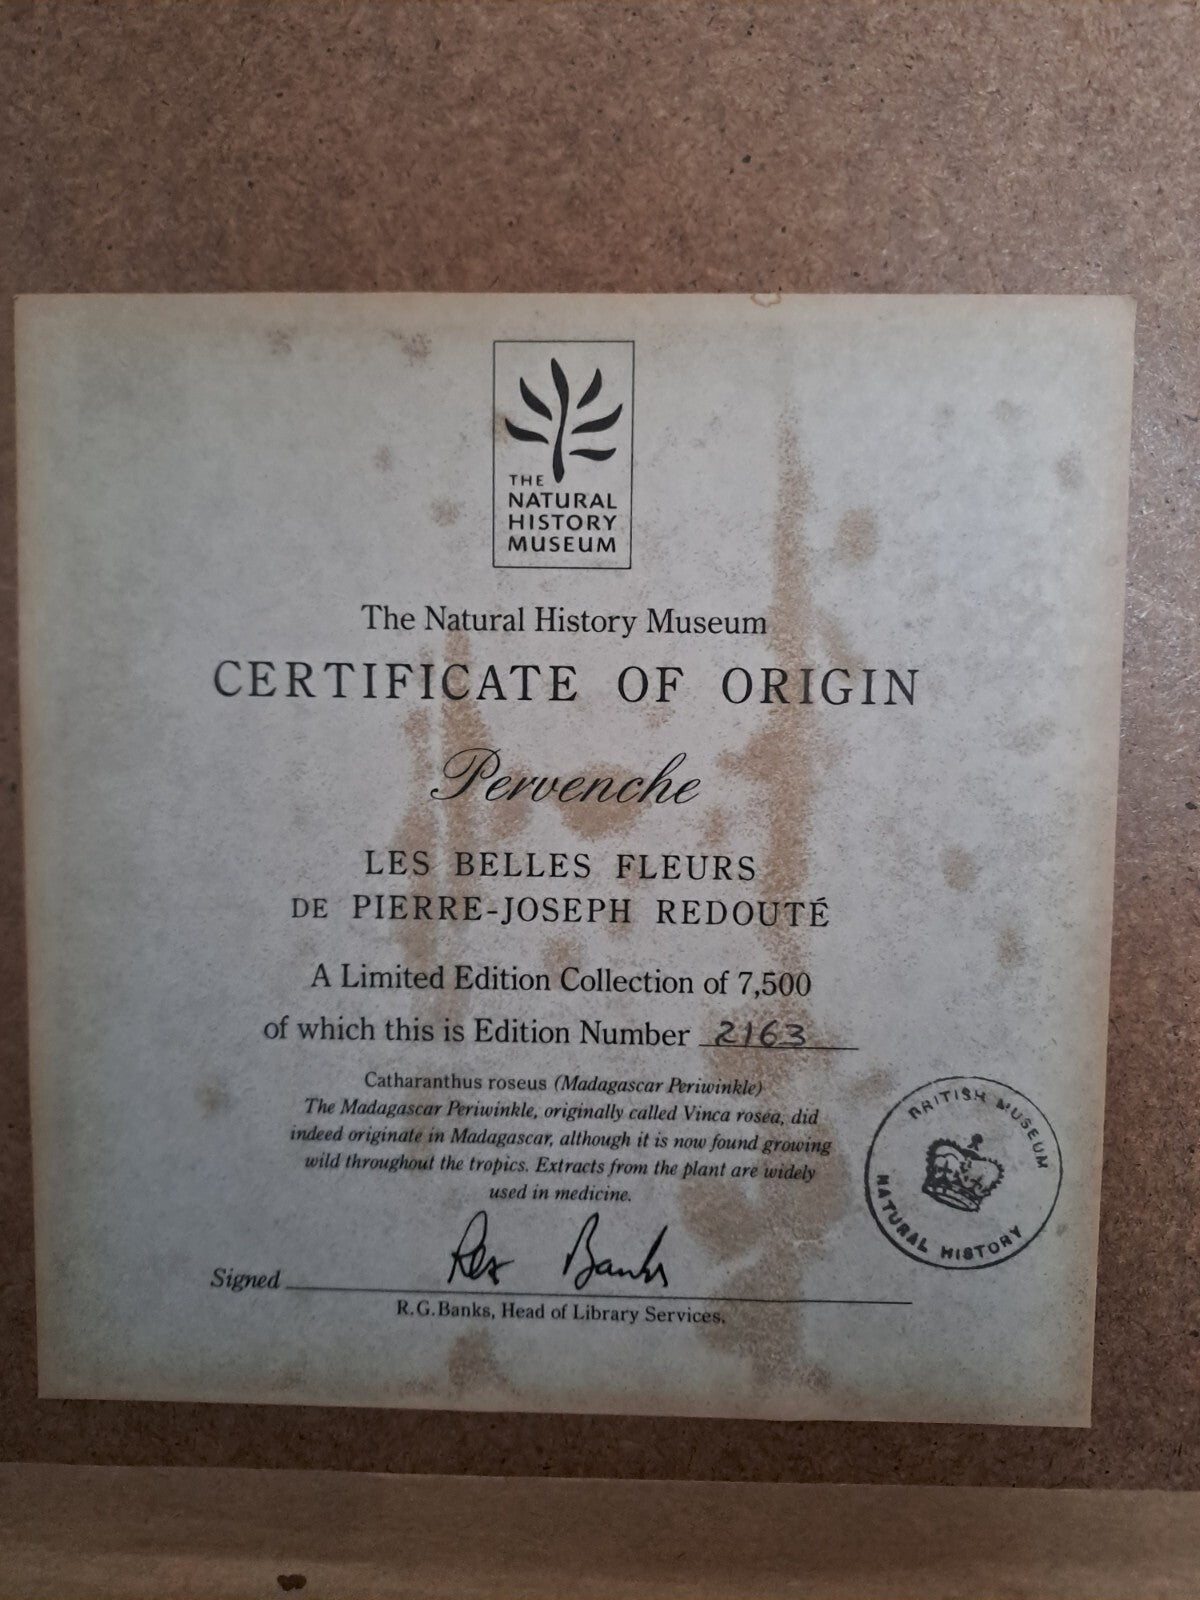 THE
NATURAL
HISTORY
MUSEUM
The Natural History Museum
CERTIFICATE OF ORIGIN
Pervenche
LES BELLES FLEURS
DE PIERRE-JOSEPH REDOUTÉ
A Limited Edition Collection of 7,500
of which this is Edition Number 2163
Catharanthus roseus (Madagascar Periwinkle)
The Madagascar Periwinkle, originally called Vinca rosea, did
indeed originate in Madagascar, although it is now found growing
wild throughout the tropics. Extracts from the plant are widely
used in medicine.
BRITISH MUSEUM
NATURAL HISTORY
Signed Rex Banks
R.G.Banks, Head of Library Services.